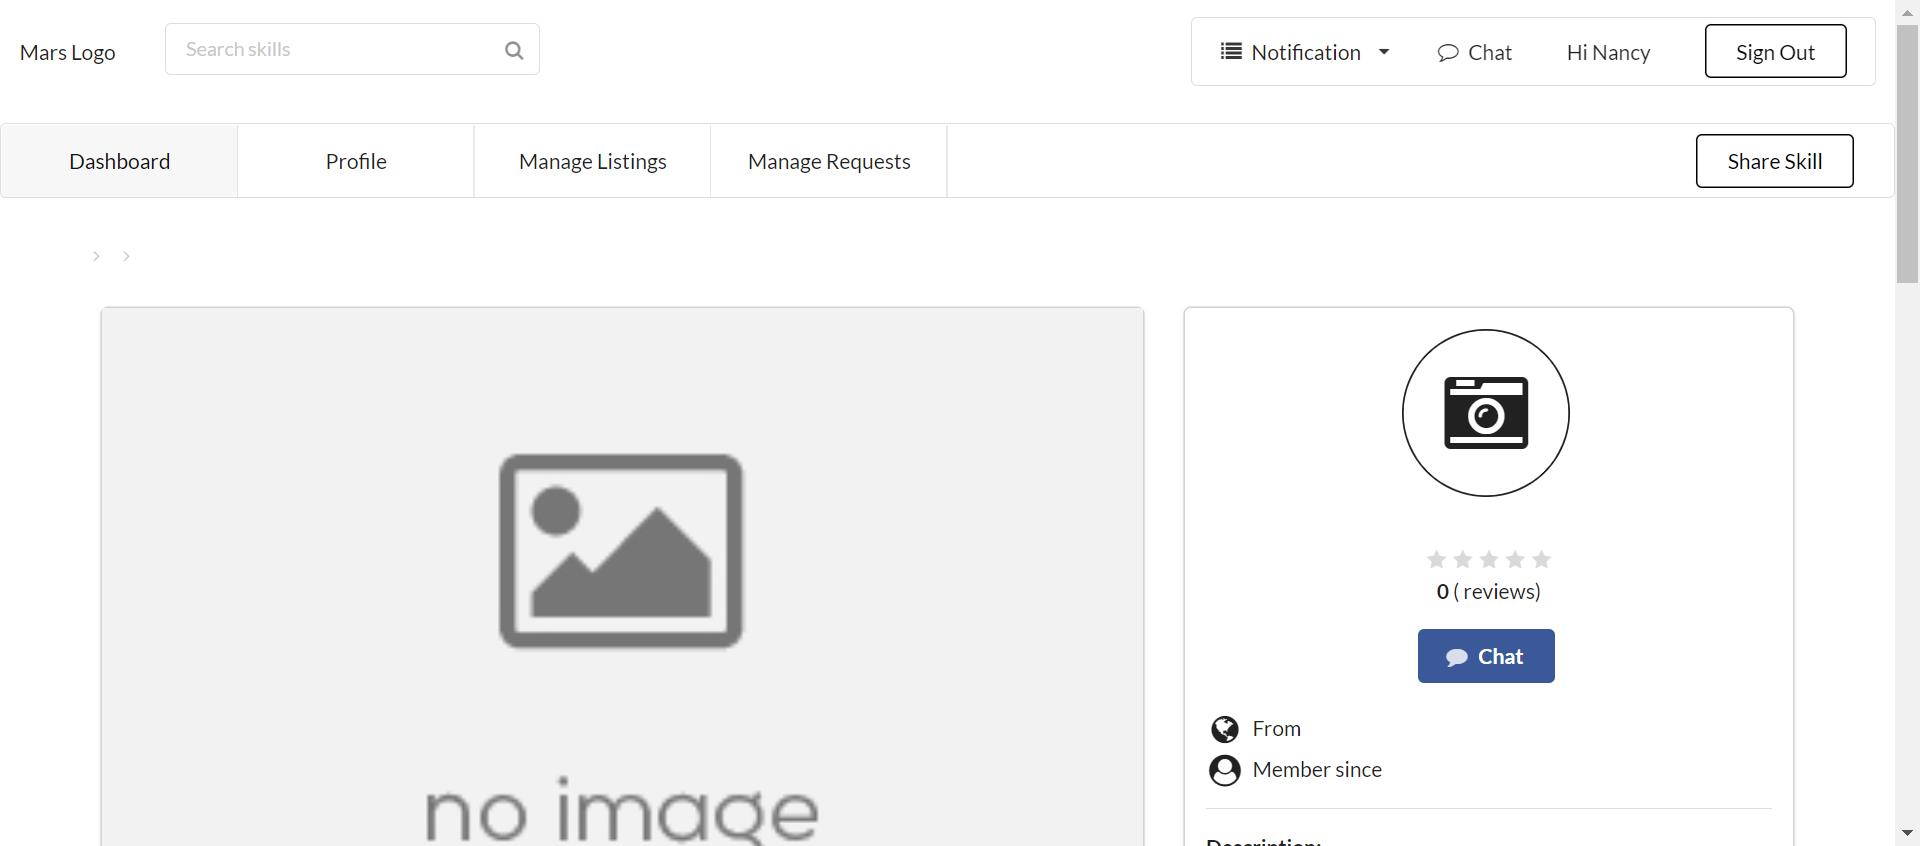 Mars Logo
Search skills
Notification
Chat
Hi Nancy
Sign Out
Dashboard
Profile
Manage Listings
Manage Requests
Share Skill
no image
0 ( reviews)
Chat
From
Member since
Description: